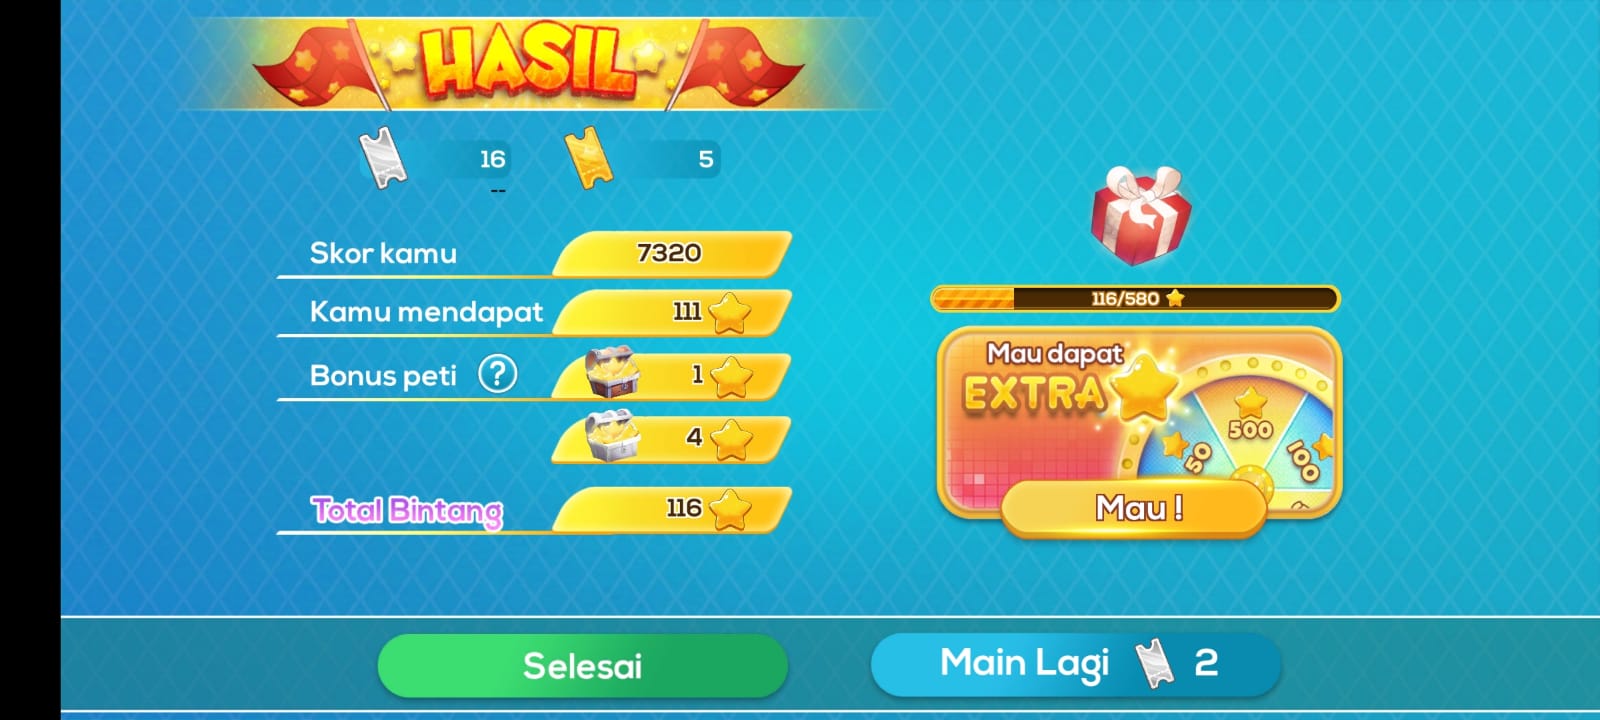 HASIL
16
5
--
Skor kamu
7320
Kamu mendapat
111
Bonus peti ?
1
4
Total Bintang
116
116/580
Mau dapat
EXTRA
50
500
100
Mau !
Selesai
Main Lagi 2